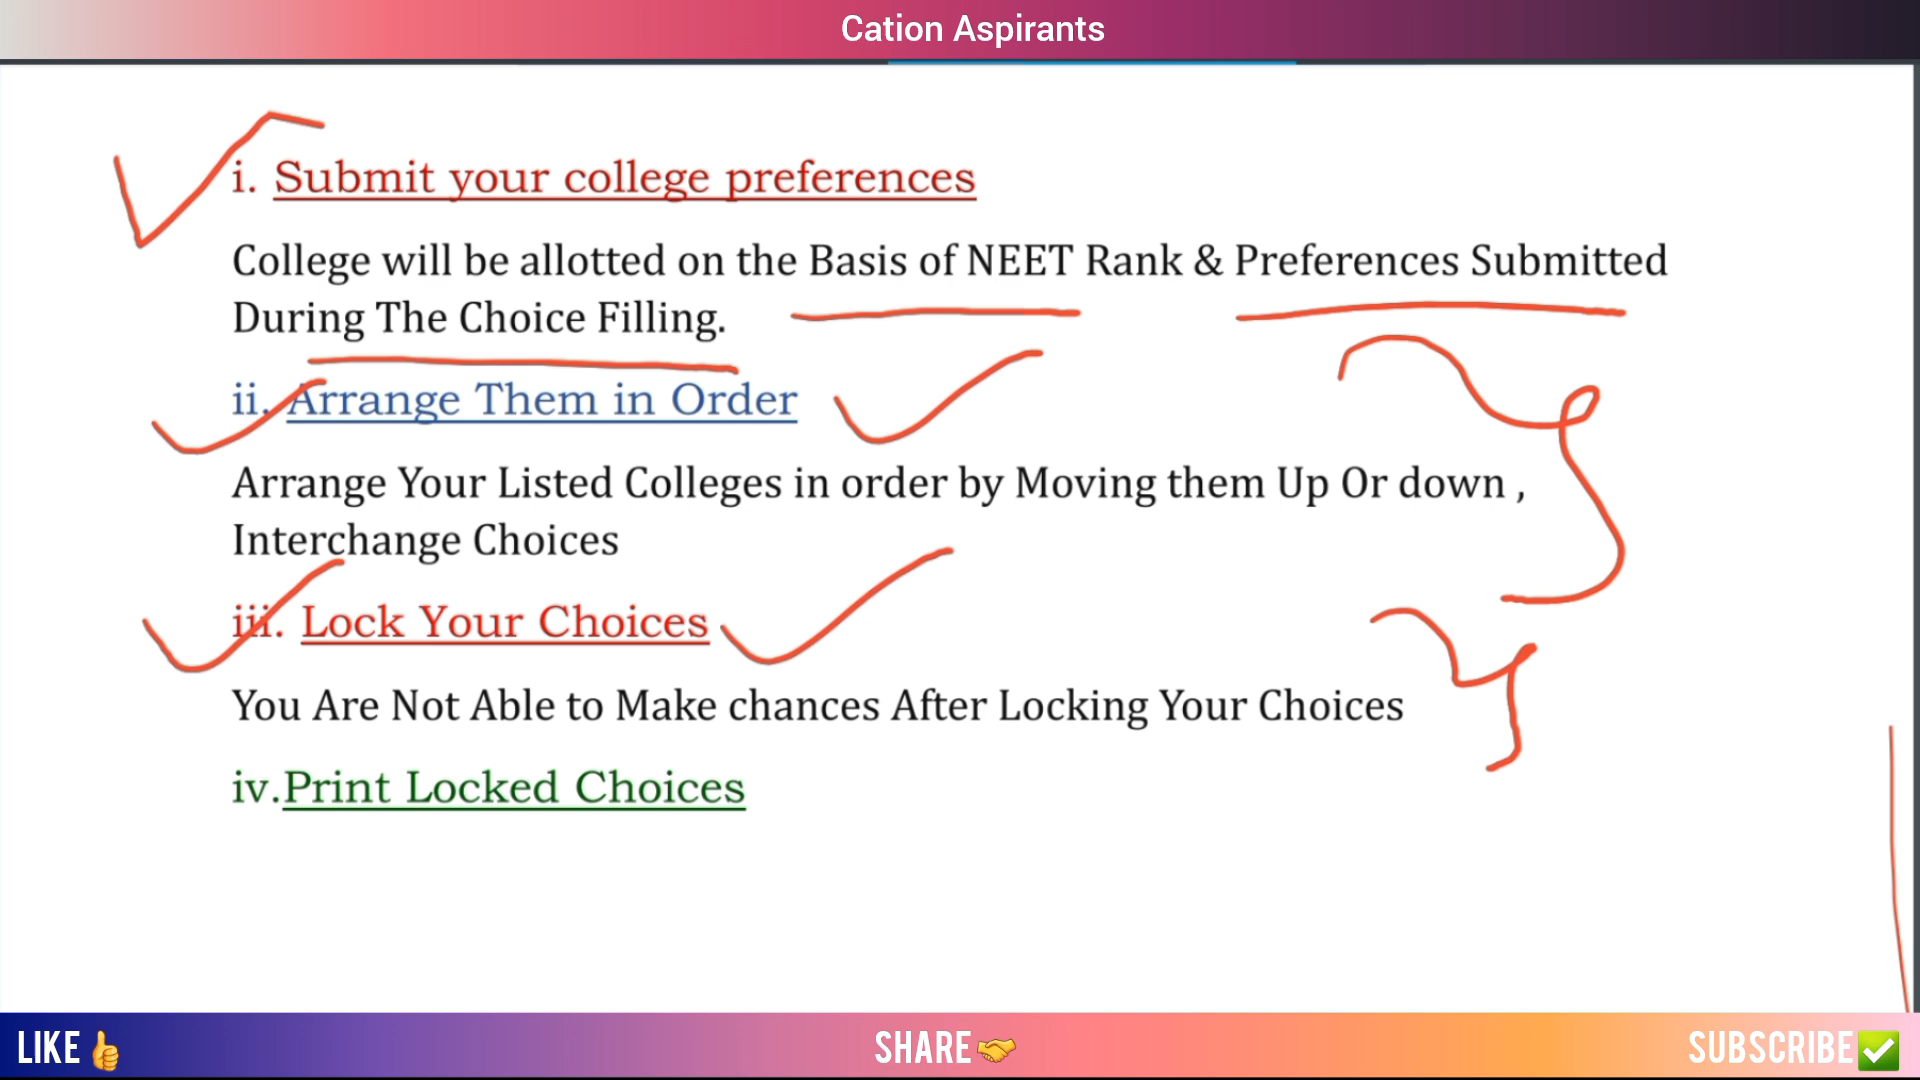 Cation Aspirants
i. Submit your college preferences
College will be allotted on the Basis of NEET Rank & Preferences Submitted
During The Choice Filling.
ii. Arrange Them in Order
Arrange Your Listed Colleges in order by Moving them Up Or down ,
Interchange Choices
iii. Lock Your Choices
You Are Not Able to Make chances After Locking Your Choices
iv.Print Locked Choices
LIKE👍 SHARE🤝 SUBSCRIBE✅